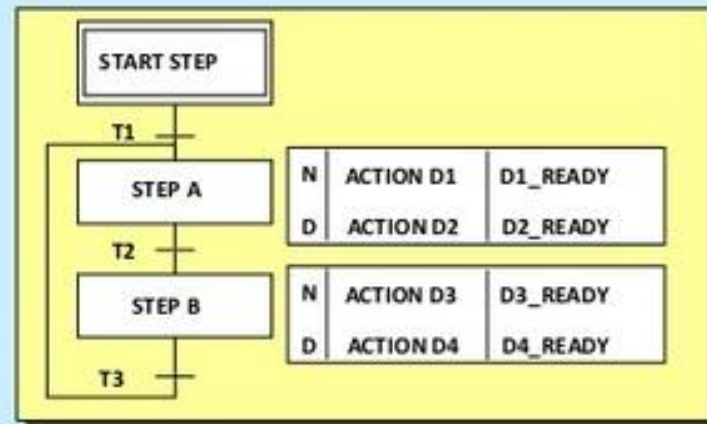 START STEP
T1
STEP A
N ACTION D1 D1_READY
D ACTION D2 D2_READY
T2
STEP B
N ACTION D3 D3_READY
D ACTION D4 D4_READY
T3